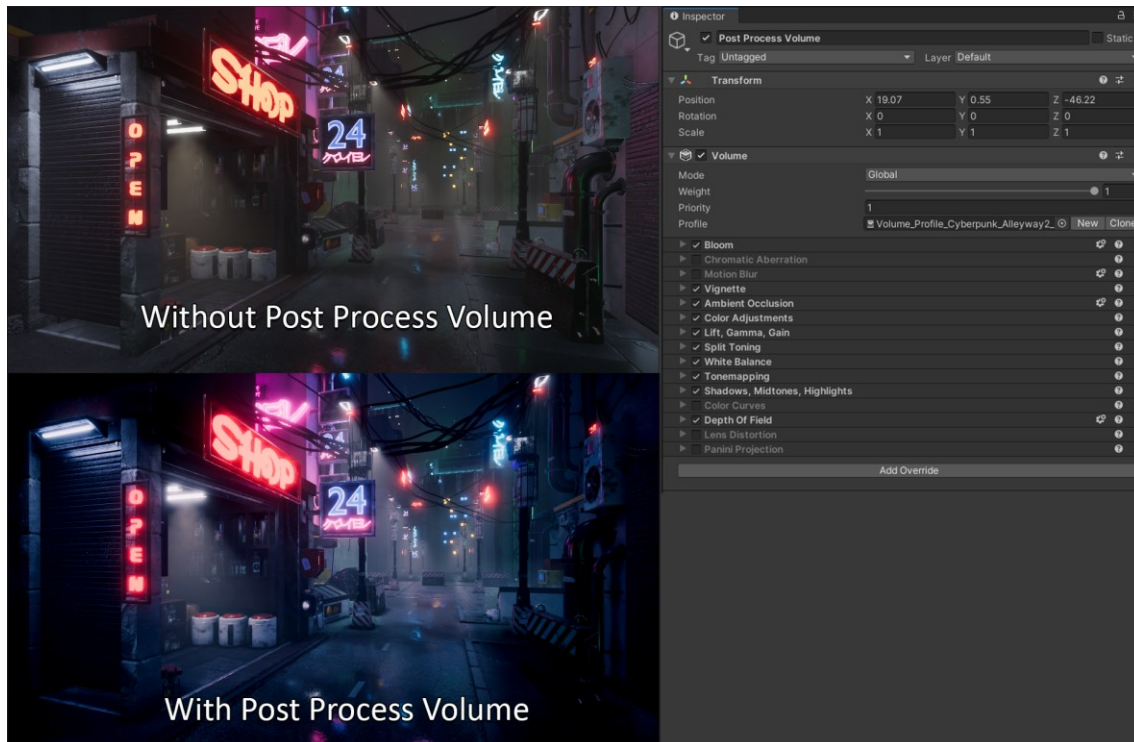 SHOP
OPEN
24
Without Post Process Volume
SHOP
OPEN
24
With Post Process Volume
Inspector
Post Process Volume Static
Tag Untagged Layer Default
Transform
Position X 19.07 Y 0.55 Z -46.22
Rotation X 0 Y 0 Z 0
Scale X 1 Y 1 Z 1
Volume
Mode Global
Weight 1
Priority 1
Profile Volume_Profile_Cyberpunk_Alleyway2_ New Clone
Bloom
Chromatic Aberration
Motion Blur
Vignette
Ambient Occlusion
Color Adjustments
Lift, Gamma, Gain
Split Toning
White Balance
Tonemapping
Shadows, Midtones, Highlights
Color Curves
Depth Of Field
Lens Distortion
Panini Projection
Add Override